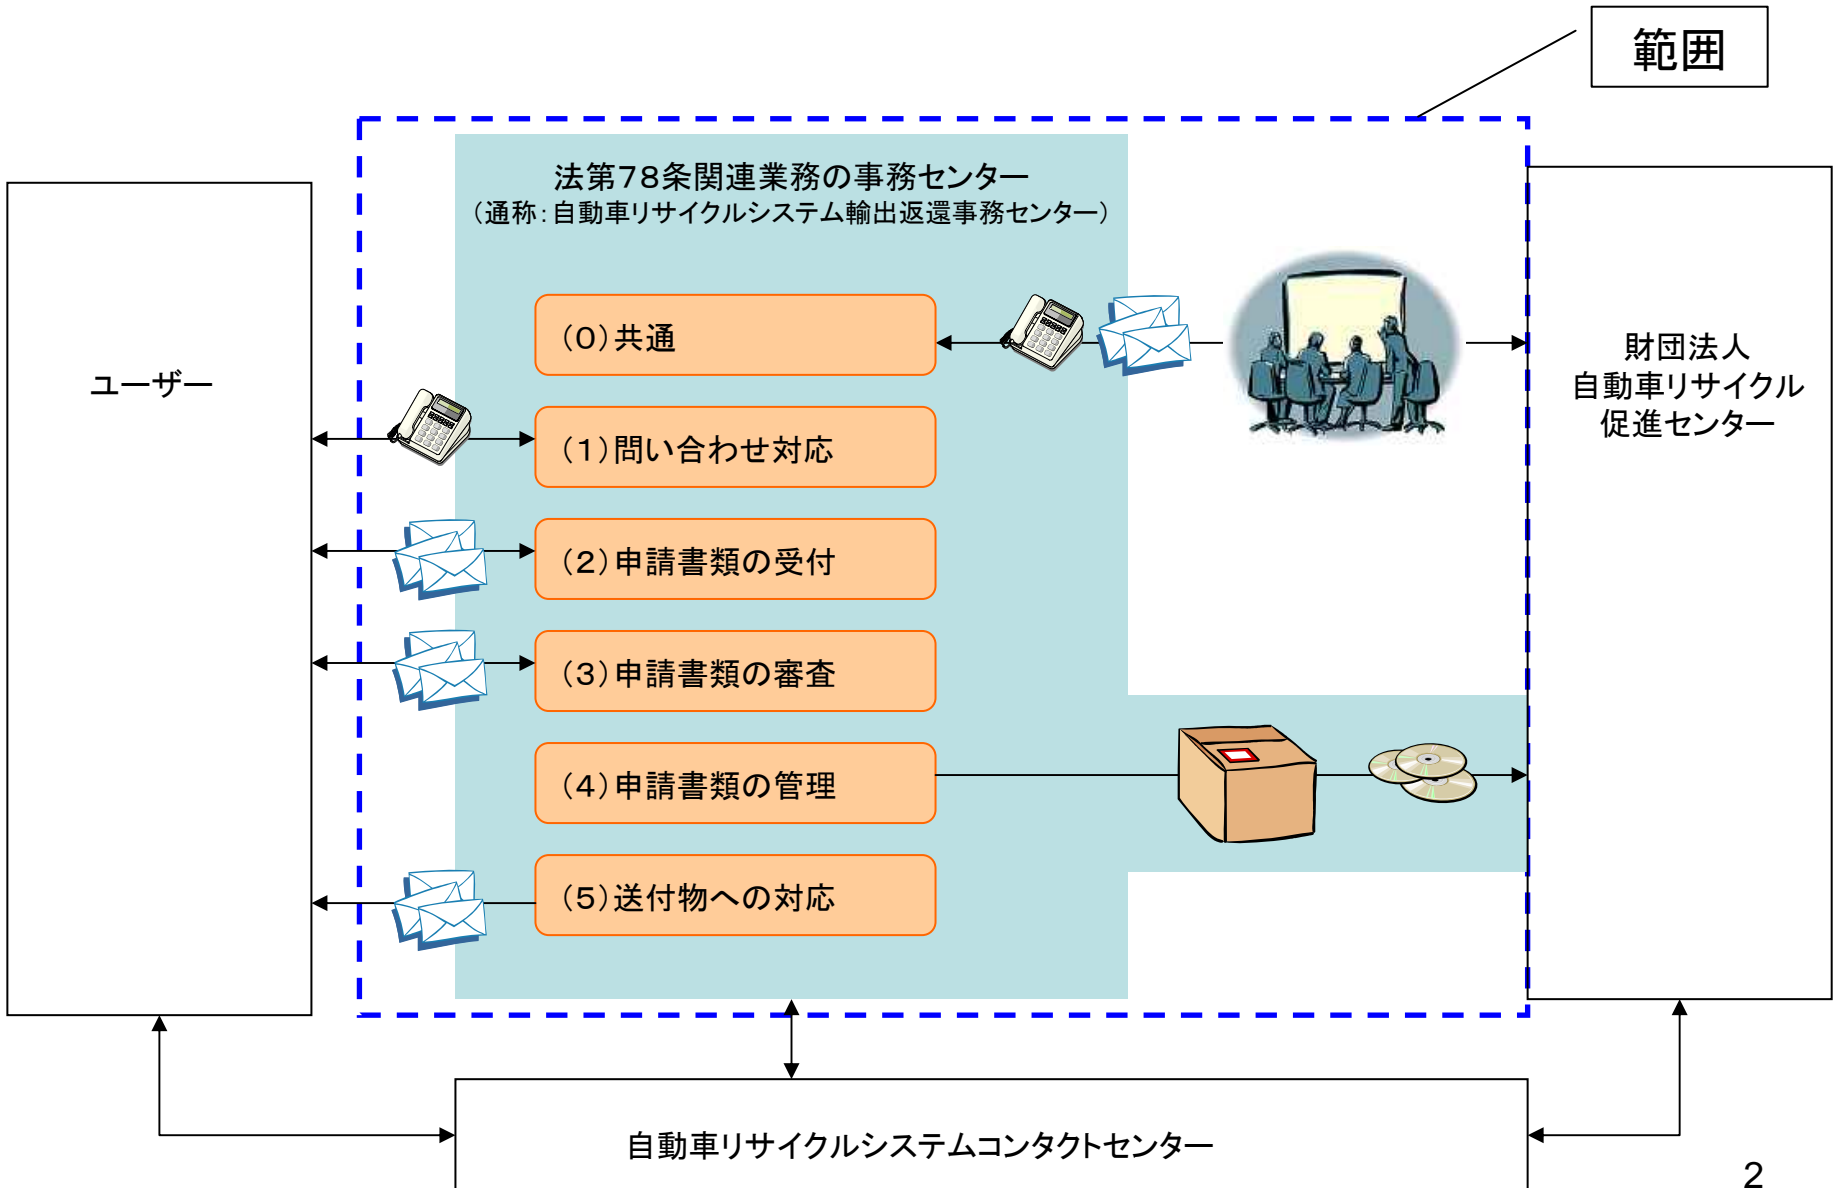 範囲
法第78条関連業務の事務センター
（通称：自動車リサイクルシステム輸出返還事務センター）
ユーザー
（0）共通
（1）問い合わせ対応
（2）申請書類の受付
（3）申請書類の審査
（4）申請書類の管理
（5）送付物への対応
財団法人
自動車リサイクル
促進センター
自動車リサイクルシステムコンタクトセンター
2